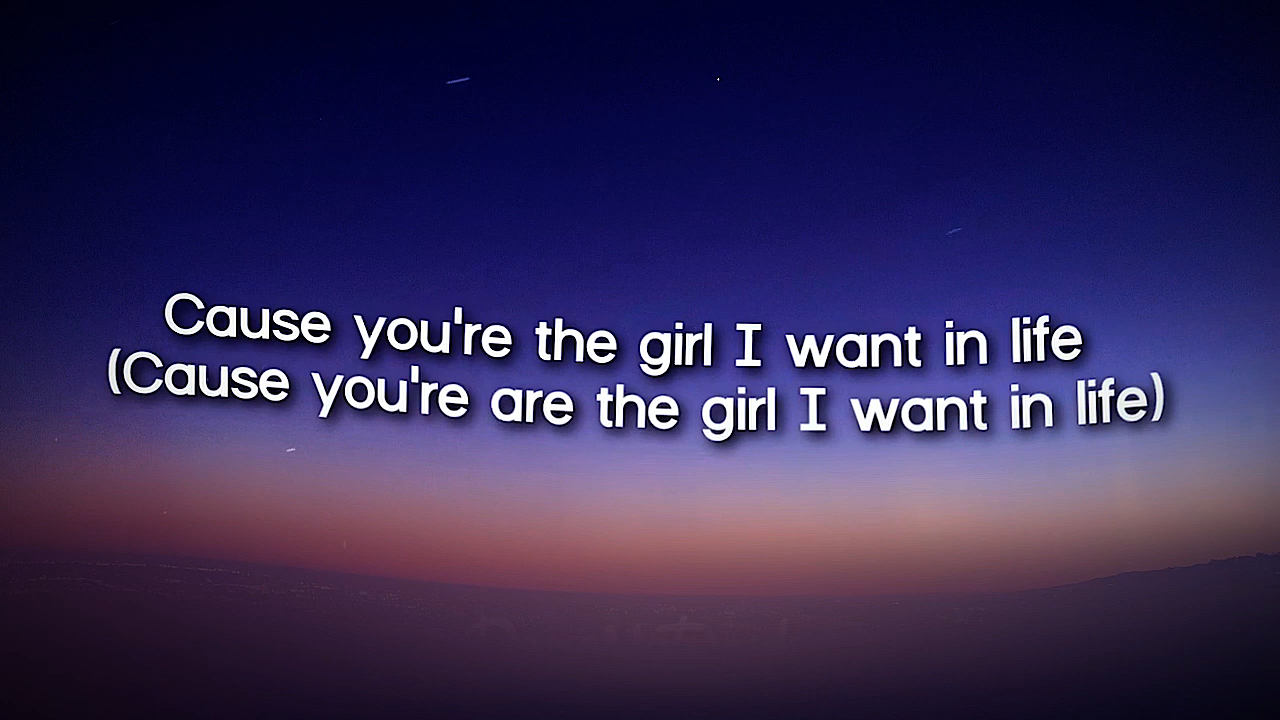 Cause you're the girl I want in life
(Cause you're are the girl I want in life)